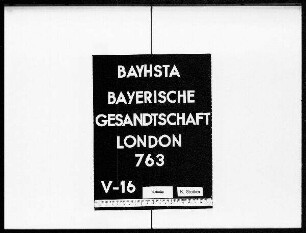 BAYHSTA
BAYERISCHE
GESANDTSCHAFT
LONDON
763
V-16